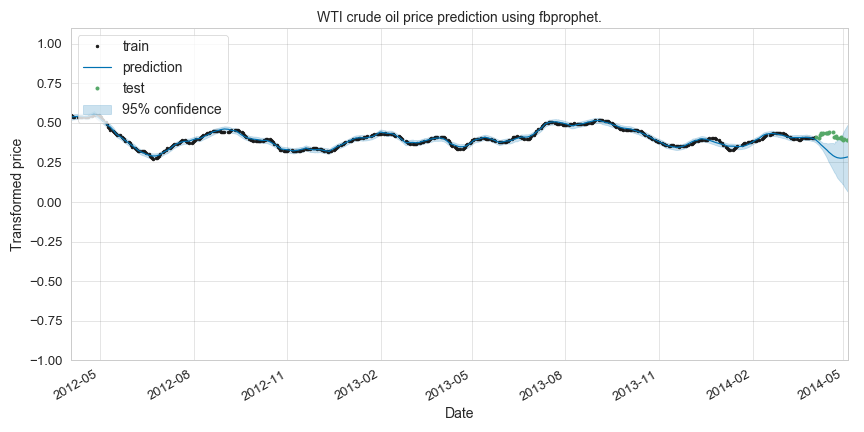 WTI crude oil price prediction using fbprophet.
train
prediction
test
95% confidence
1.00
0.75
0.50
0.25
0.00
−0.25
−0.50
−0.75
−1.00
Transformed price
2012-05
2012-08
2012-11
2013-02
2013-05
2013-08
2013-11
2014-02
2014-05
Date